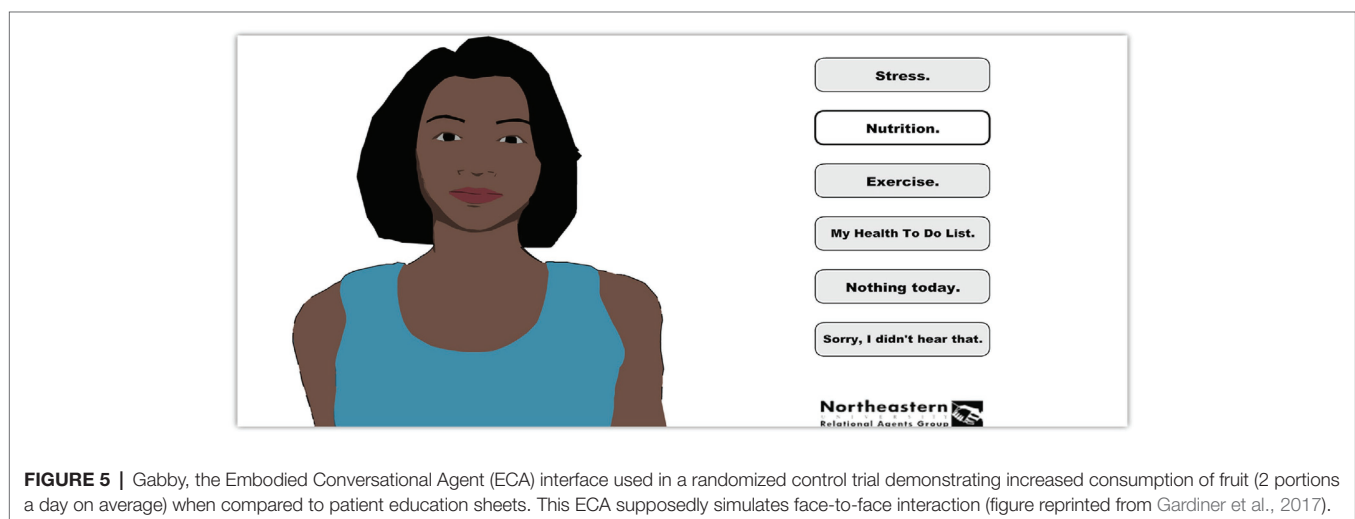 Stress.
Nutrition.
Exercise.
My Health To Do List.
Nothing today.
Sorry, I didn't hear that.
Northeastern
UNIVERSITY
Relational Agents Group
FIGURE 5 | Gabby, the Embodied Conversational Agent (ECA) interface used in a randomized control trial demonstrating increased consumption of fruit (2 portions
a day on average) when compared to patient education sheets. This ECA supposedly simulates face-to-face interaction (figure reprinted from Gardiner et al., 2017).